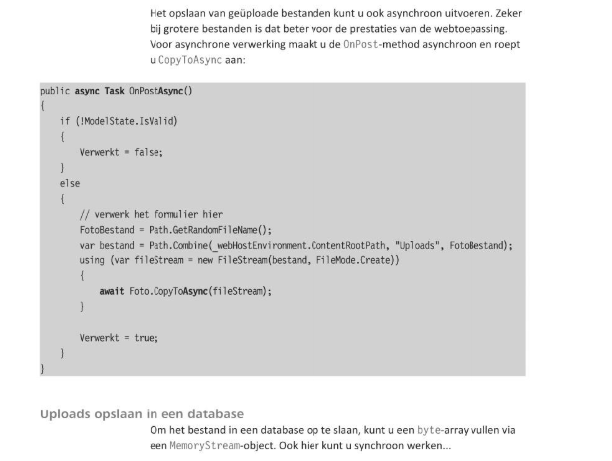 Het opslaan van geüploade bestanden kunt u ook asynchroon uitvoeren. Zeker
bij grotere bestanden is dat beter voor de prestaties van de webtoepassing.
Voor asynchrone verwerking maakt u de OnPost-method asynchroon en roept
u CopyToAsync aan:
public async Task OnPostAsync()
{
    if (!ModelState.IsValid)
    {
        Verwerkt = false;
    }
    else
    {
        // verwerk het formulier hier
        FotoBestand = Path.GetRandomFileName();
        var bestand = Path.Combine(_webHostEnvironment.ContentRootPath, "Uploads", FotoBestand);
        using (var fileStream = new FileStream(bestand, FileMode.Create))
        {
            await Foto.CopyToAsync(fileStream);
        }
        Verwerkt = true;
    }
}
Uploads opslaan in een database
Om het bestand in een database op te slaan, kunt u een byte-array vullen via
een MemoryStream-object. Ook hier kunt u synchroon werken...